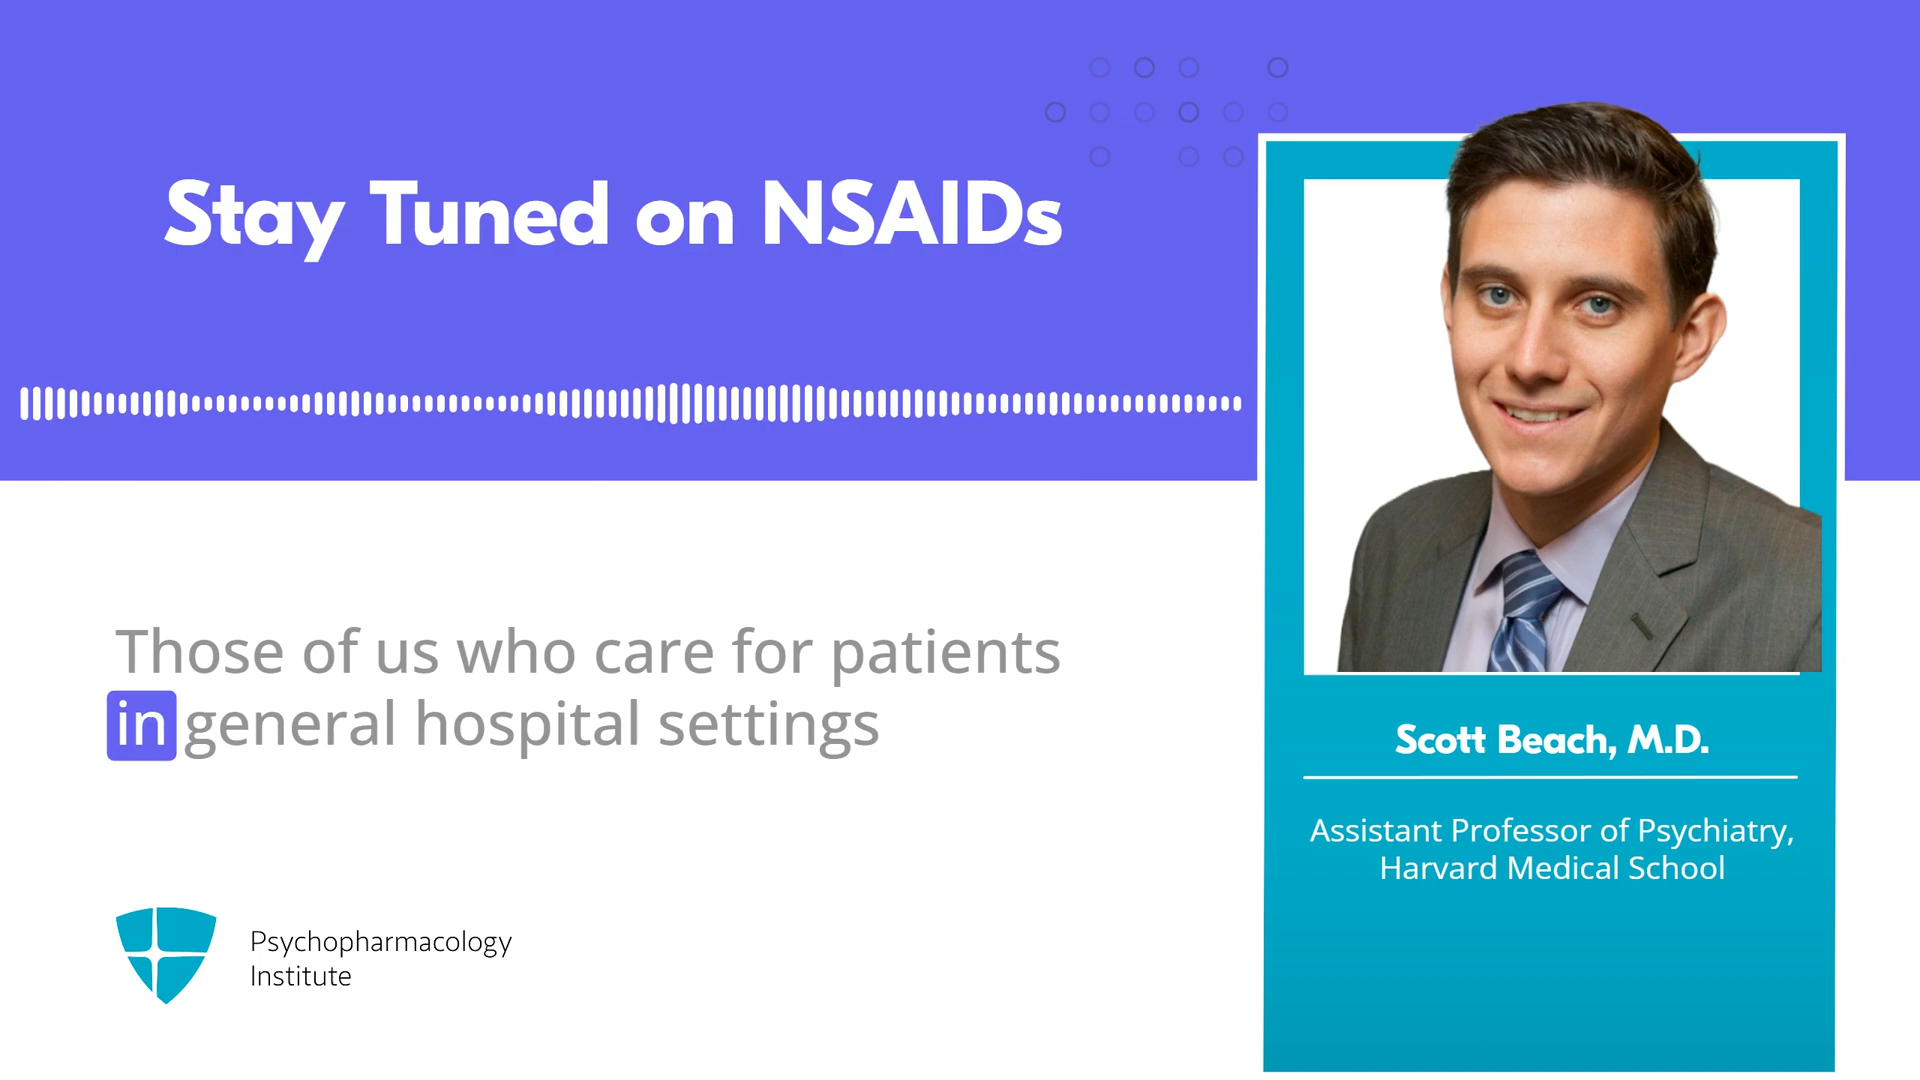 Stay Tuned on NSAIDs
Those of us who care for patients
in general hospital settings
Psychopharmacology
Institute
Scott Beach, M.D.
Assistant Professor of Psychiatry,
Harvard Medical School